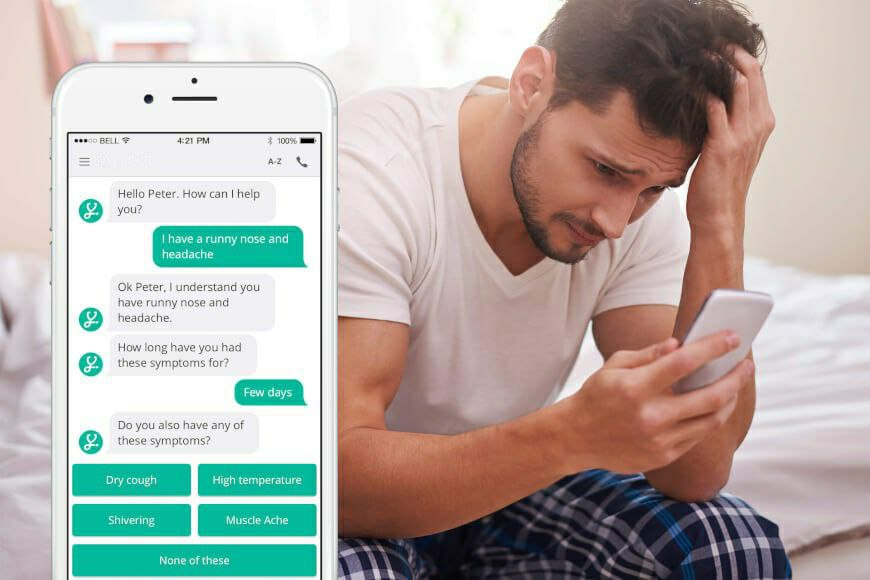 BELL 4:21 PM 100%
A-Z
Hello Peter. How can I help
you?
I have a runny nose and
headache
Ok Peter, I understand you
have runny nose and
headache.
How long have you had
these symptoms for?
Few days
Do you also have any of
these symptoms?
Dry cough High temperature
Shivering Muscle Ache
None of these